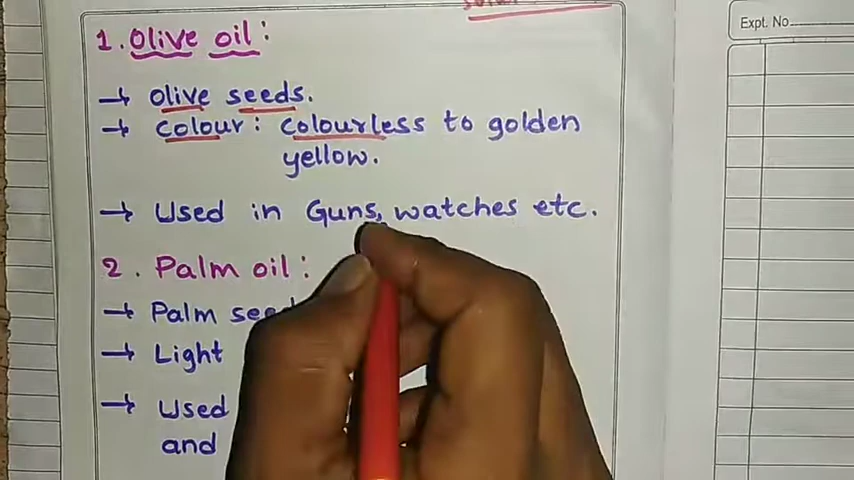 1. Olive oil:
→ Olive seeds.
→ Colour: Colourless to golden
yellow.
→ Used in Guns, watches etc.
2. Palm oil:
→ Palm
→ Light
→ Used
and
Expt. No.